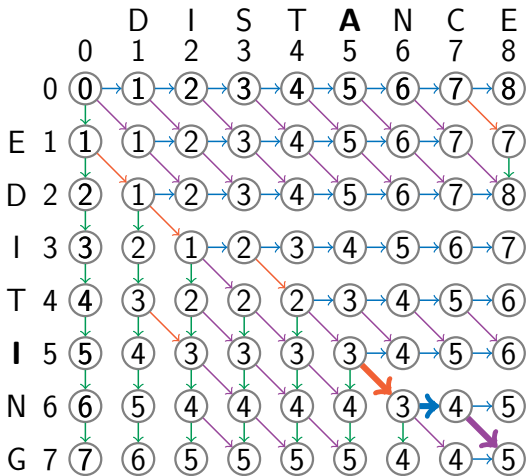 D I S T A N C E
0 1 2 3 4 5 6 7 8
0 0 1 2 3 4 5 6 7 8
E 1 1 1 2 3 4 5 6 7 7
D 2 2 1 2 3 4 5 6 7 8
I 3 3 2 1 2 3 4 5 6 7
T 4 4 3 2 2 2 3 4 5 6
I 5 5 4 3 3 3 3 4 5 6
N 6 6 5 4 4 4 4 3 4 5
G 7 7 6 5 5 5 5 4 4 5